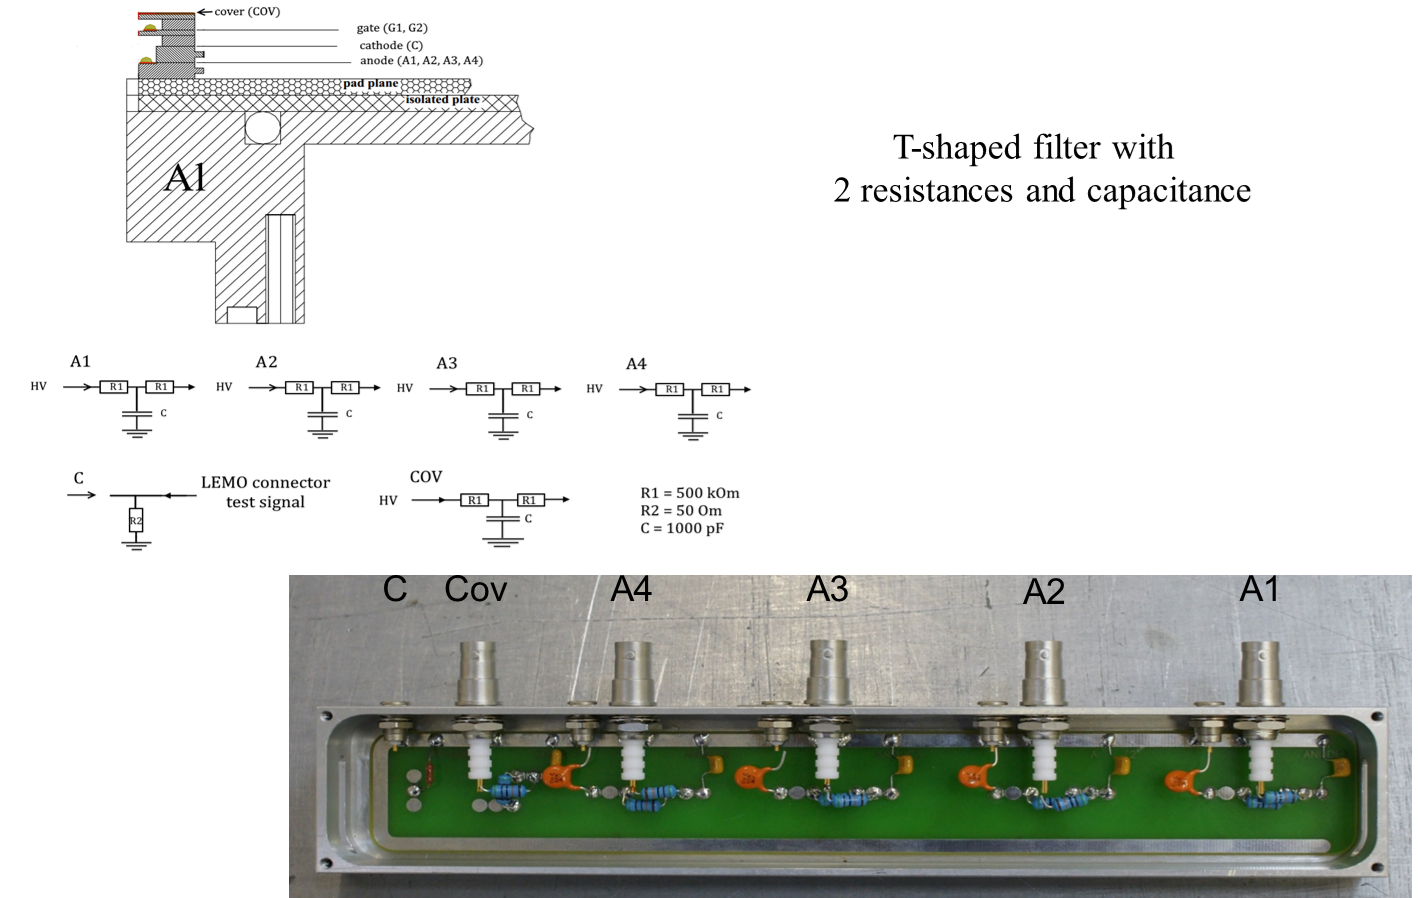 cover (COV)
gate (G1, G2)
cathode (C)
anode (A1, A2, A3, A4)
pad plane
isolated plate
Al
T-shaped filter with
2 resistances and capacitance
A1
HV R1 R1
C
A2
HV R1 R1
C
A3
HV R1 R1
C
A4
HV R1 R1
C
C
LEMO connector
test signal
R2
COV
HV R1 R1
C
R1 = 500 kOm
R2 = 50 Om
C = 1000 pF
C Cov A4 A3 A2 A1